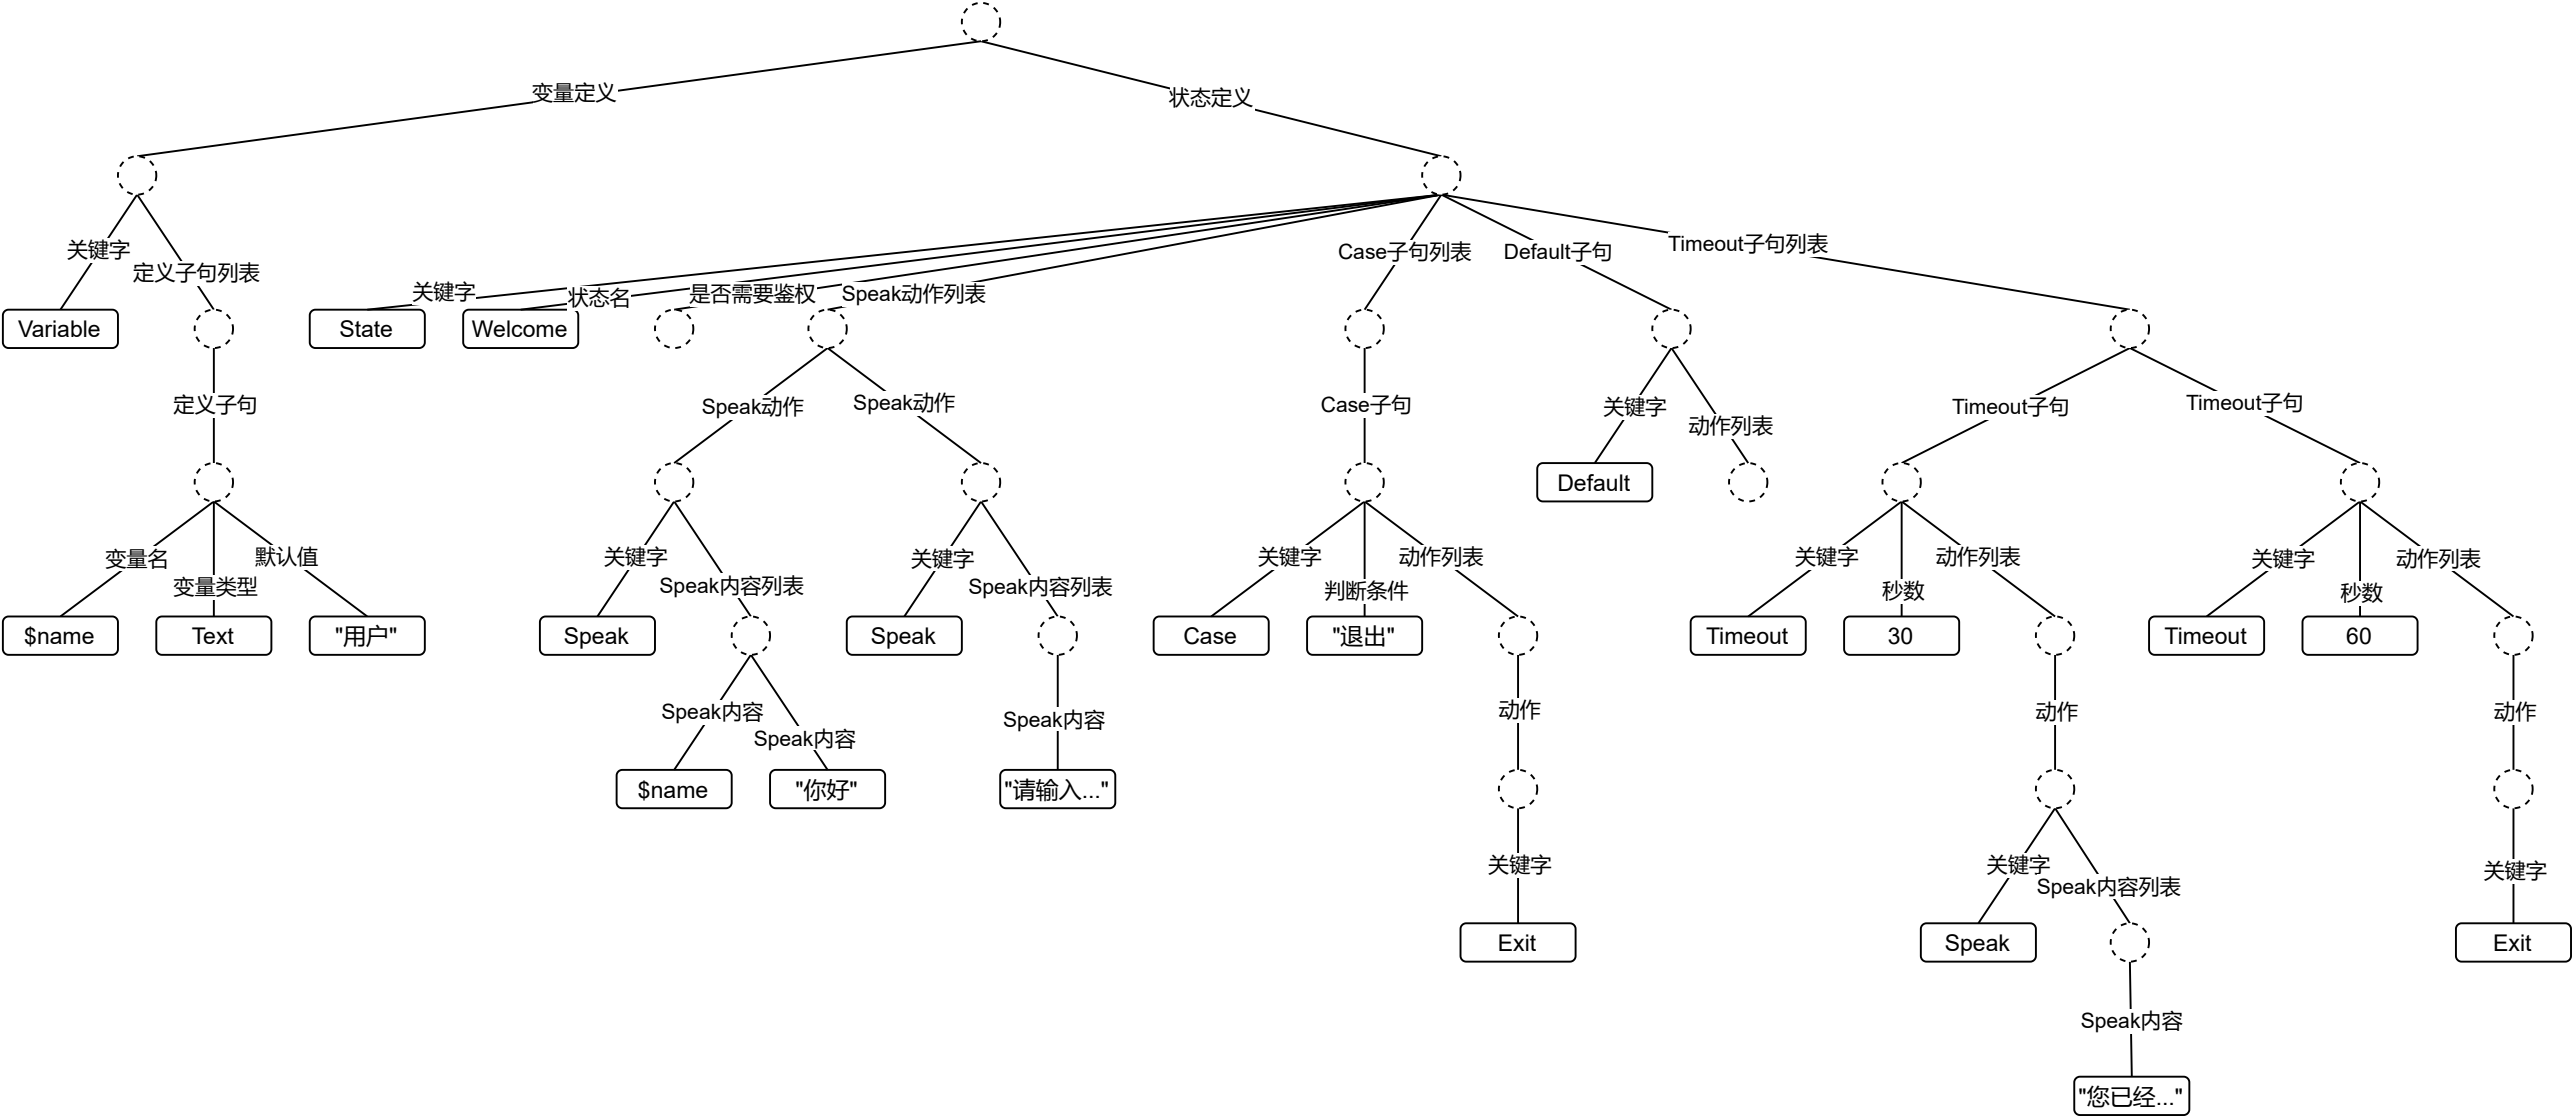 变量定义
状态定义
关键字
定义子句列表
Case子句列表
Default子句
Timeout子句列表
关键字
状态名
是否需要鉴权
Speak动作列表
Variable
State
Welcome
定义子句
Speak动作
Speak动作
Case子句
关键字
动作列表
Timeout子句
Timeout子句
Default
变量名
变量类型
默认值
关键字
Speak内容列表
关键字
Speak内容列表
关键字
判断条件
动作列表
关键字
秒数
动作列表
关键字
秒数
动作列表
$name
Text
"用户"
Speak
Speak
Case
"退出"
Timeout
30
Timeout
60
Speak内容
Speak内容
Speak内容
动作
动作
动作
$name
"你好"
"请输入..."
关键字
关键字
Speak内容列表
关键字
Exit
Speak
Exit
Speak内容
"您已经..."